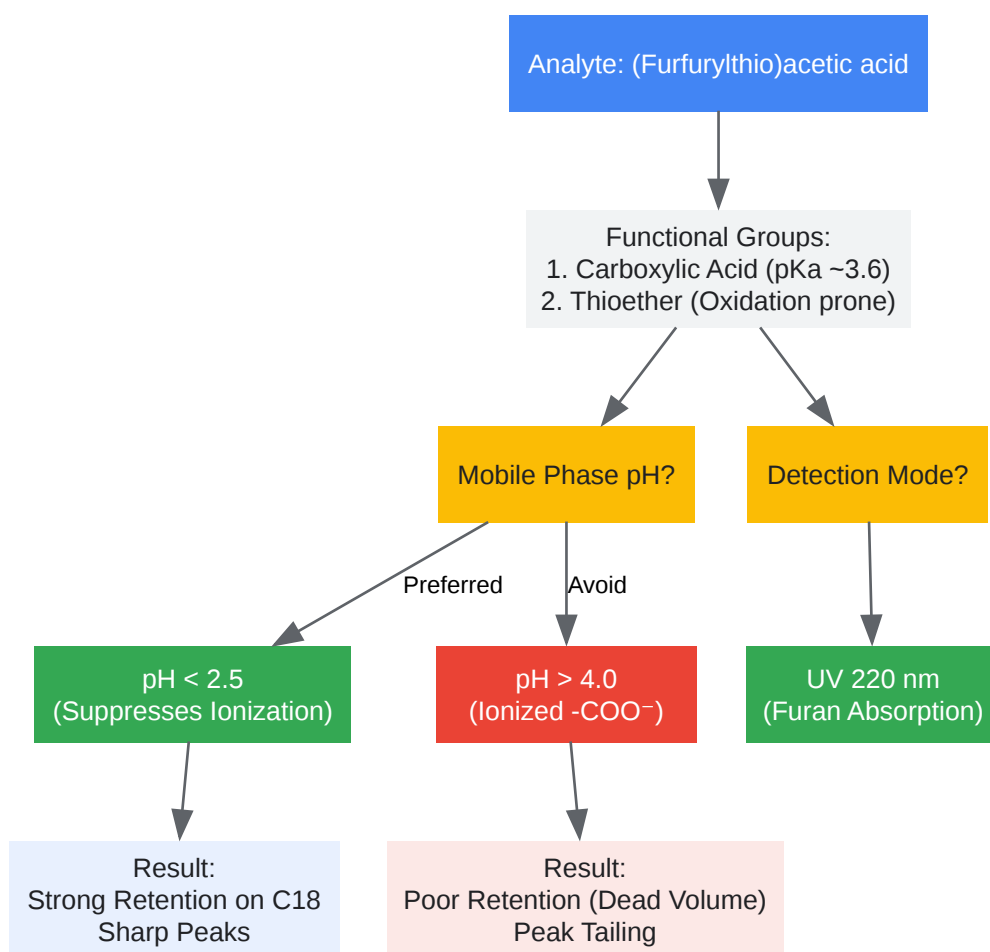 Analyte: (Furfurylthio)acetic acid
Functional Groups:
1. Carboxylic Acid (pKa ~3.6)
2. Thioether (Oxidation prone)
Mobile Phase pH?
Detection Mode?
Preferred
Avoid
pH < 2.5
(Suppresses Ionization)
pH > 4.0
(Ionized -COO⁻)
UV 220 nm
(Furan Absorption)
Result:
Strong Retention on C18
Sharp Peaks
Result:
Poor Retention (Dead Volume)
Peak Tailing